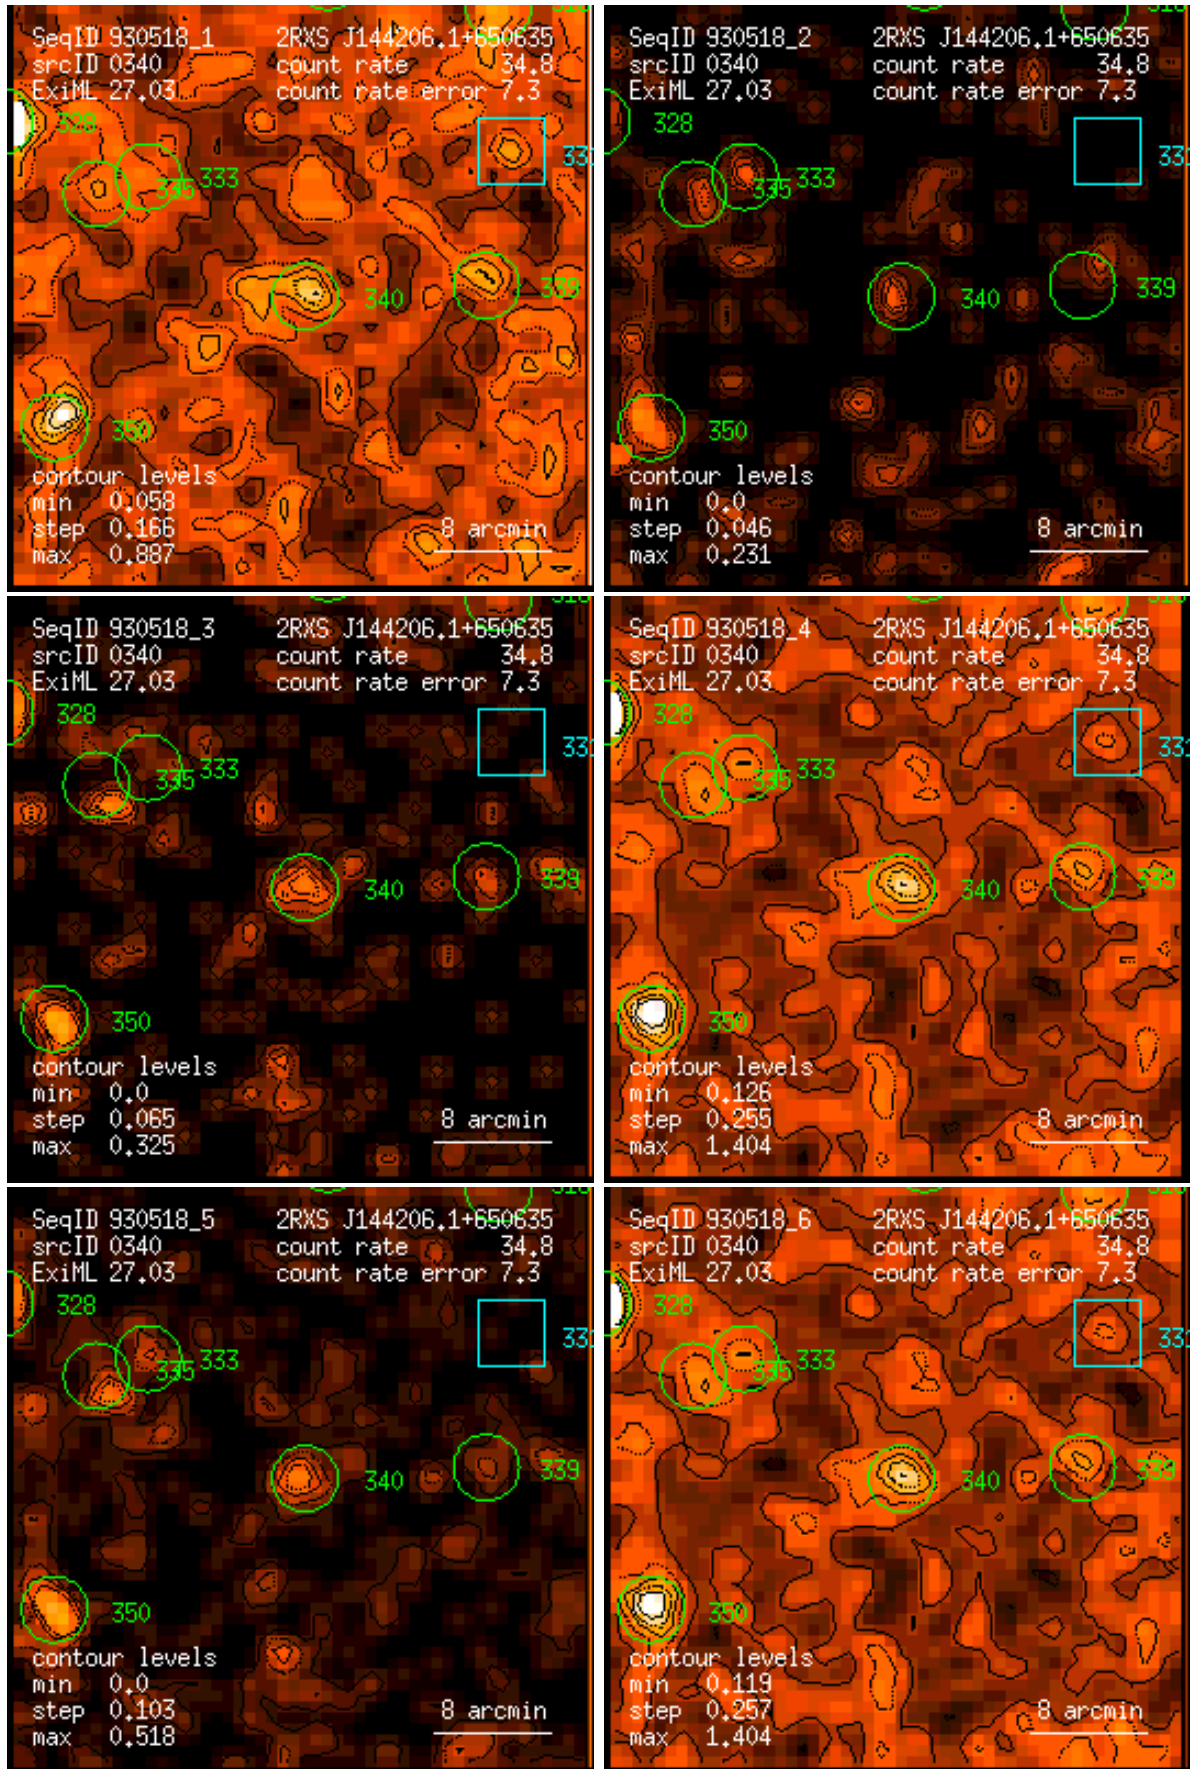 SeqID 930518_1 2RXS J144206.1+650635
srcID 0340 count rate 34.8
ExiML 27.03 count rate error 7.3
328
333
335
340
339
350
contour levels
min 0.058
step 0.166
max 0.887
8 arcmin
SeqID 930518_2 2RXS J144206.1+650635
srcID 0340 count rate 34.8
ExiML 27.03 count rate error 7.3
328
333
335
340
339
350
contour levels
min 0.0
step 0.046
max 0.231
8 arcmin
SeqID 930518_3 2RXS J144206.1+650635
srcID 0340 count rate 34.8
ExiML 27.03 count rate error 7.3
328
333
335
340
339
350
contour levels
min 0.0
step 0.065
max 0.325
8 arcmin
SeqID 930518_4 2RXS J144206.1+650635
srcID 0340 count rate 34.8
ExiML 27.03 count rate error 7.3
328
333
335
340
339
350
contour levels
min 0.126
step 0.255
max 1.404
8 arcmin
SeqID 930518_5 2RXS J144206.1+650635
srcID 0340 count rate 34.8
ExiML 27.03 count rate error 7.3
328
333
335
340
339
350
contour levels
min 0.0
step 0.103
max 0.518
8 arcmin
SeqID 930518_6 2RXS J144206.1+650635
srcID 0340 count rate 34.8
ExiML 27.03 count rate error 7.3
328
333
335
340
339
350
contour levels
min 0.119
step 0.257
max 1.404
8 arcmin